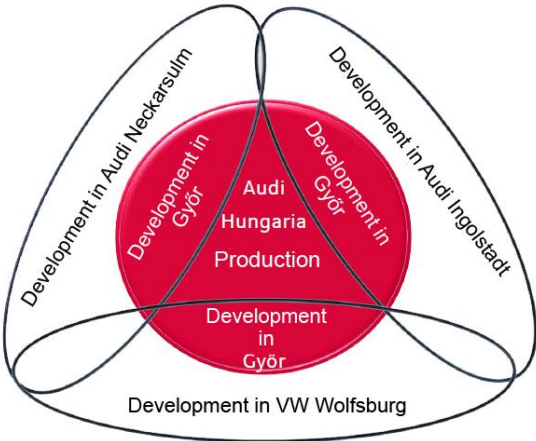 Development in Audi Neckarsulm
Development in Audi Ingolstadt
Development in
Győr
Development in
Győr
Audi
Hungaria
Production
Development
in
Győr
Development in VW Wolfsburg